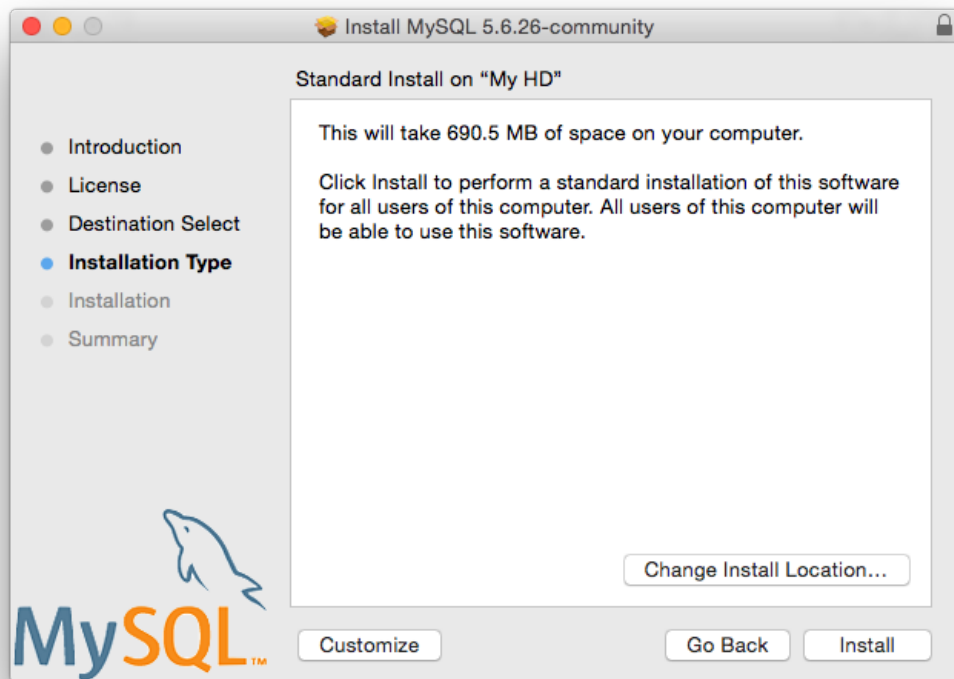 Install MySQL 5.6.26-community
Standard Install on “My HD”
Introduction
License
Destination Select
Installation Type
Installation
Summary
This will take 690.5 MB of space on your computer.
Click Install to perform a standard installation of this software
for all users of this computer. All users of this computer will
be able to use this software.
Change Install Location...
MySQL™
Customize
Go Back
Install